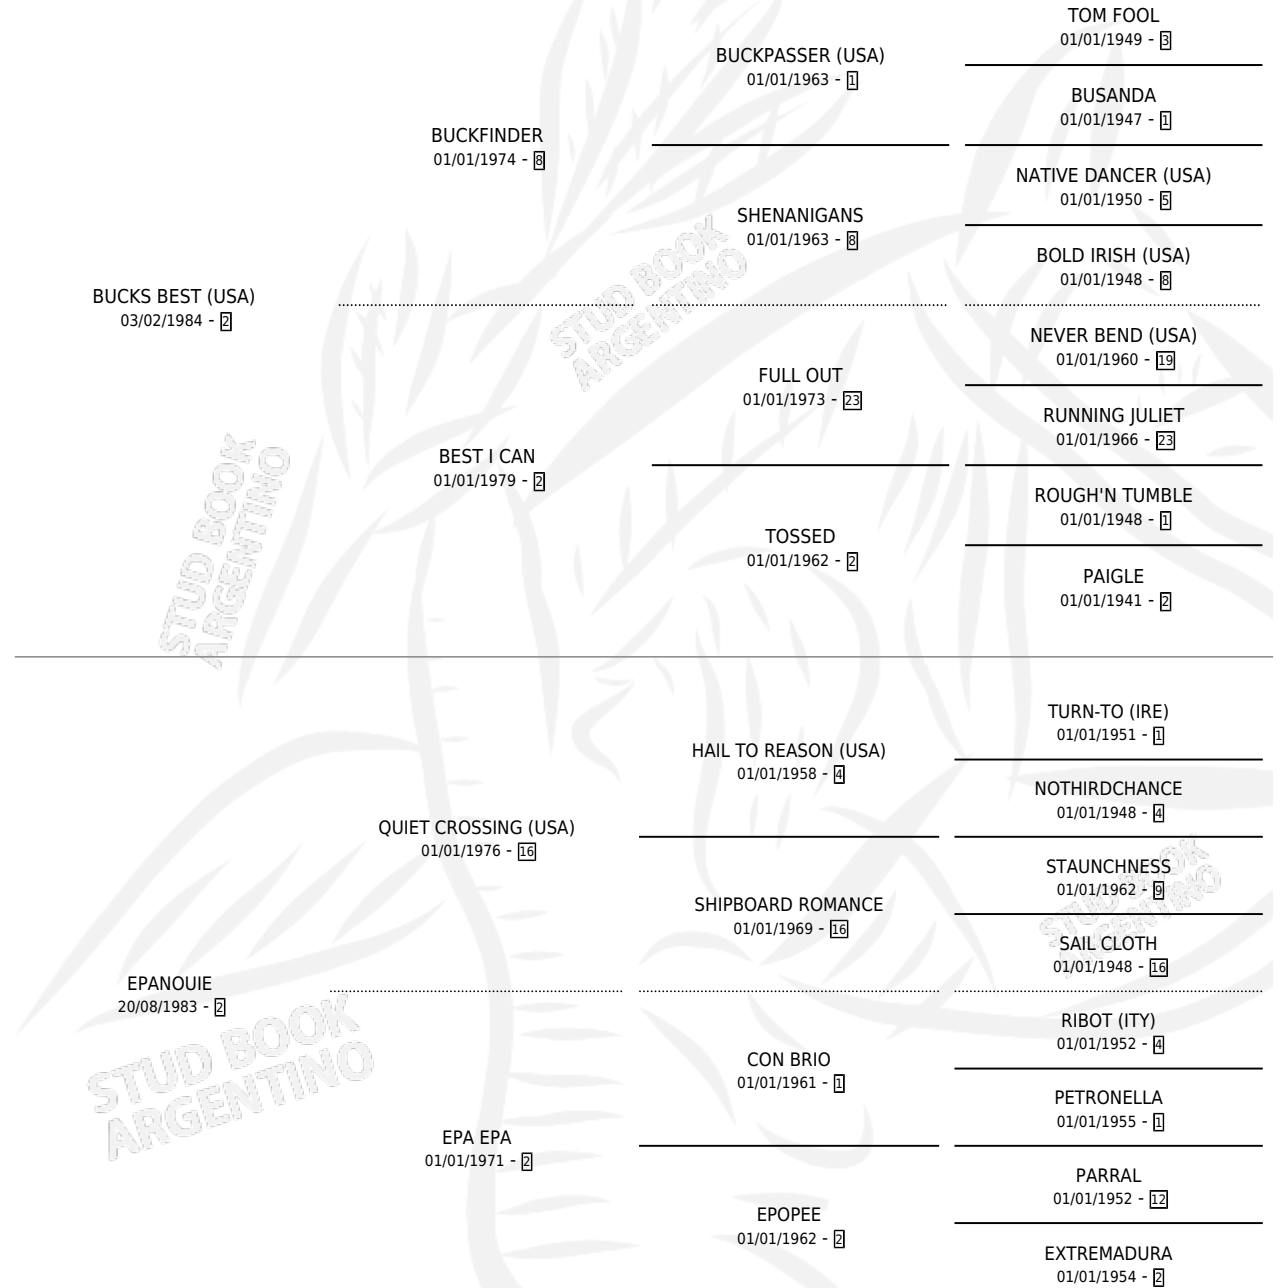 TOM FOOL
01/01/1949 - 3
BUCKPASSER (USA)
01/01/1963 - 1
BUSANDA
01/01/1947 - 1
BUCKFINDER
01/01/1974 - 8
NATIVE DANCER (USA)
01/01/1950 - 5
SHENANIGANS
01/01/1963 - 8
BOLD IRISH (USA)
01/01/1948 - 8
BUCKS BEST (USA)
03/02/1984 - 2
STUD BOOK
ARGENTINO
NEVER BEND (USA)
01/01/1960 - 19
FULL OUT
01/01/1973 - 23
RUNNING JULIET
01/01/1966 - 23
BEST I CAN
01/01/1979 - 2
ROUGH'N TUMBLE
01/01/1948 - 1
TOSSED
01/01/1962 - 2
PAIGLE
01/01/1941 - 2
STUD BOOK
ARGENTINO
TURN-TO (IRE)
01/01/1951 - 1
HAIL TO REASON (USA)
01/01/1958 - 4
NOTHIRDCHANCE
01/01/1948 - 4
QUIET CROSSING (USA)
01/01/1976 - 16
STAUNCHNESS
01/01/1962 - 9
SHIPBOARD ROMANCE
01/01/1969 - 16
SAIL CLOTH
01/01/1948 - 16
STUD BOOK
ARGENTINO
EPANOUIE
20/08/1983 - 2
RIBOT (ITY)
01/01/1952 - 4
CON BRIO
01/01/1961 - 1
PETRONELLA
01/01/1955 - 1
STUD BOOK
ARGENTINO
EPA EPA
01/01/1971 - 2
PARRAL
01/01/1952 - 12
EPOPEE
01/01/1962 - 2
EXTREMADURA
01/01/1954 - 2